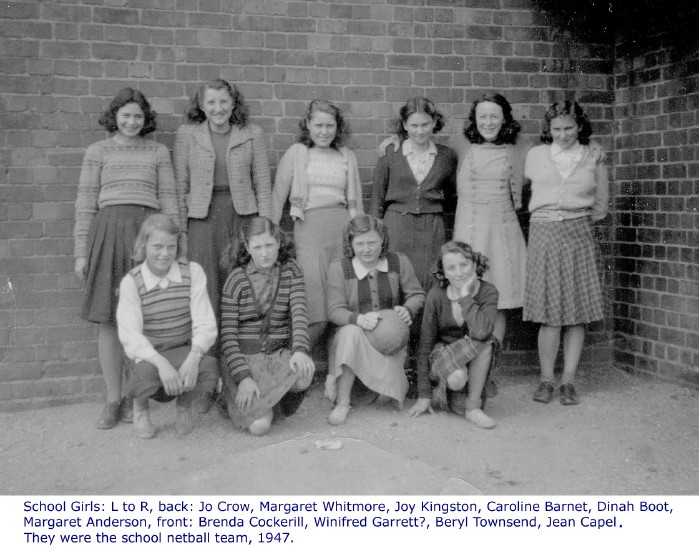 School Girls: L to R, back: Jo Crow, Margaret Whitmore, Joy Kingston, Caroline Barnet, Dinah Boot,
Margaret Anderson, front: Brenda Cockerill, Winifred Garrett?, Beryl Townsend, Jean Capel.
They were the school netball team, 1947.